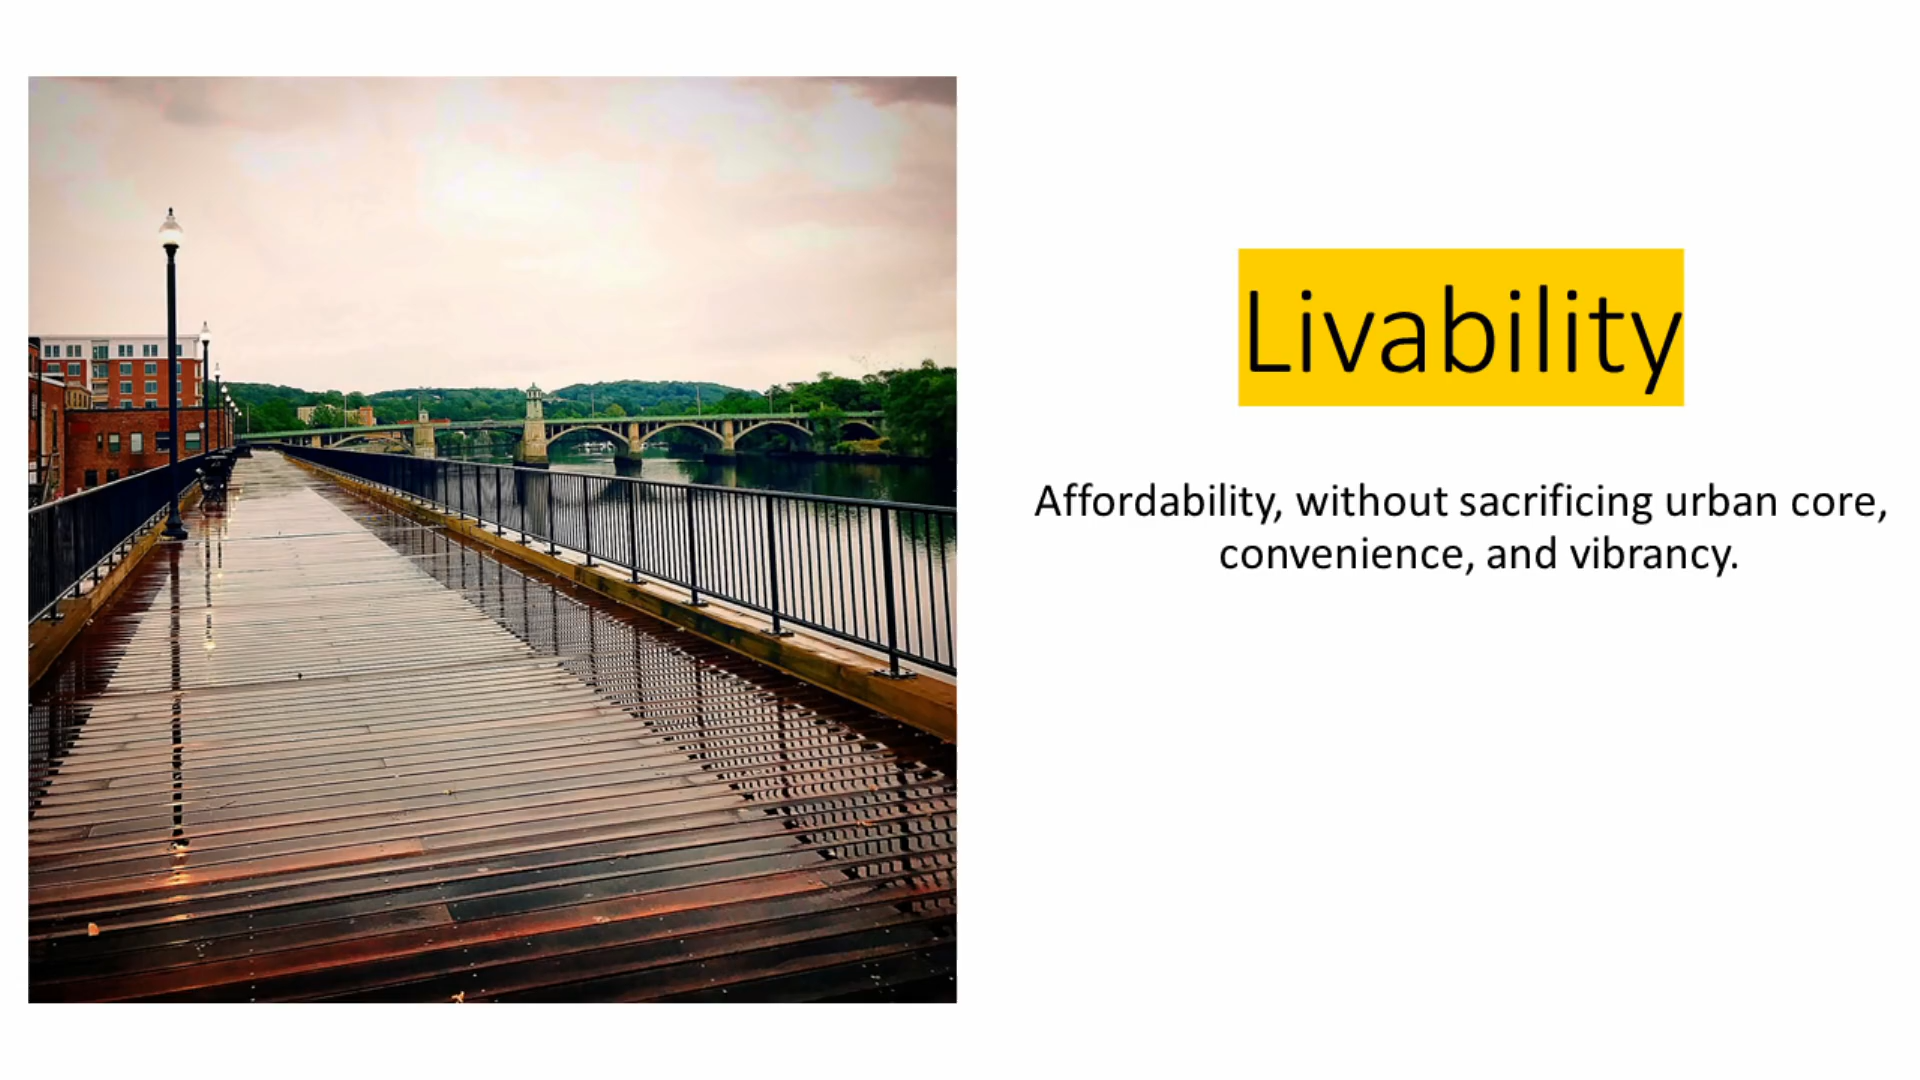 Livability
Affordability, without sacrificing urban core,
convenience, and vibrancy.